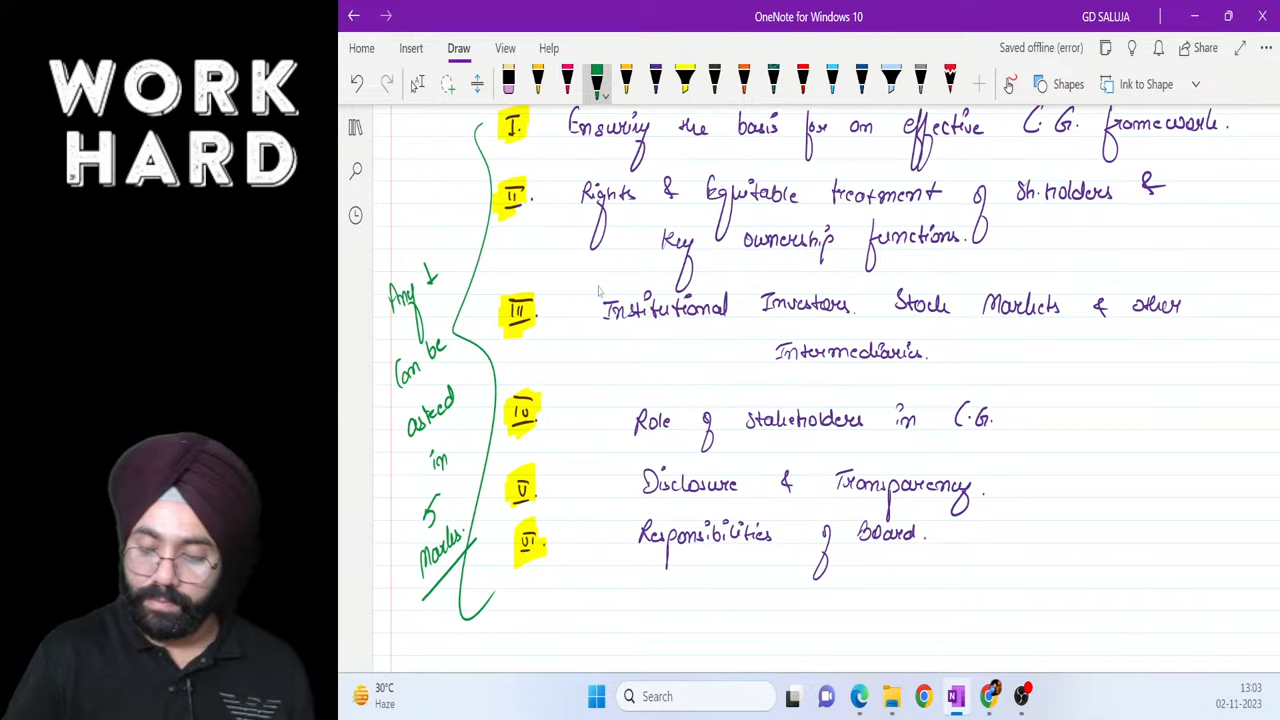 WORK
HARD
OneNote for Windows 10
GD SALUJA
Home Insert Draw View Help
Saved offline (error)
Share
Shapes
Ink to Shape
I. Ensuring the basis for an effective C.G. framework.
II. Rights & Equitable treatment of Sh.holders &
Key ownership functions.
III. Institutional Investors. Stock Markets & other
Intermediaries.
IV. Role of stakeholders in C.G.
V. Disclosure & Transparency.
VI. Responsibilities of Board.
Any 1
Can be
asked
in
5
Marks.
30°C
Haze
Search
13:03
02-11-2023